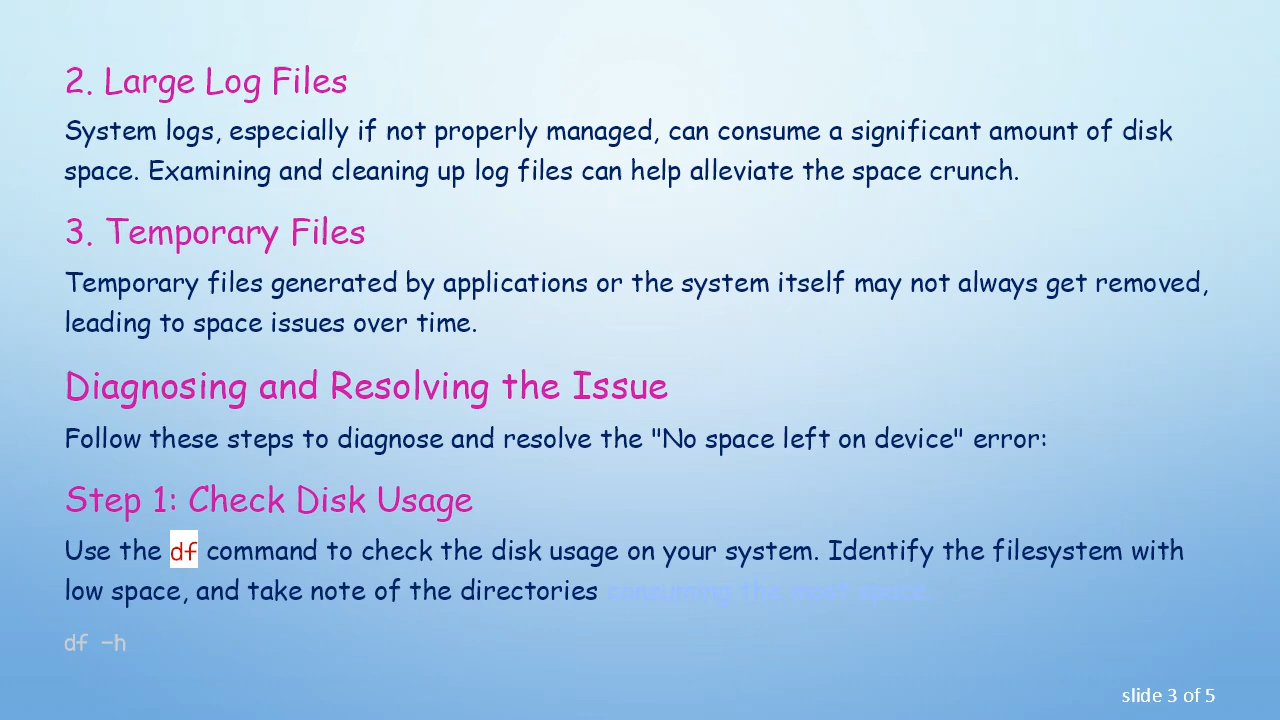 2. Large Log Files
System logs, especially if not properly managed, can consume a significant amount of disk
space. Examining and cleaning up log files can help alleviate the space crunch.
3. Temporary Files
Temporary files generated by applications or the system itself may not always get removed,
leading to space issues over time.
Diagnosing and Resolving the Issue
Follow these steps to diagnose and resolve the "No space left on device" error:
Step 1: Check Disk Usage
Use the df command to check the disk usage on your system. Identify the filesystem with
low space, and take note of the directories consuming the most space.
df -h
slide 3 of 5